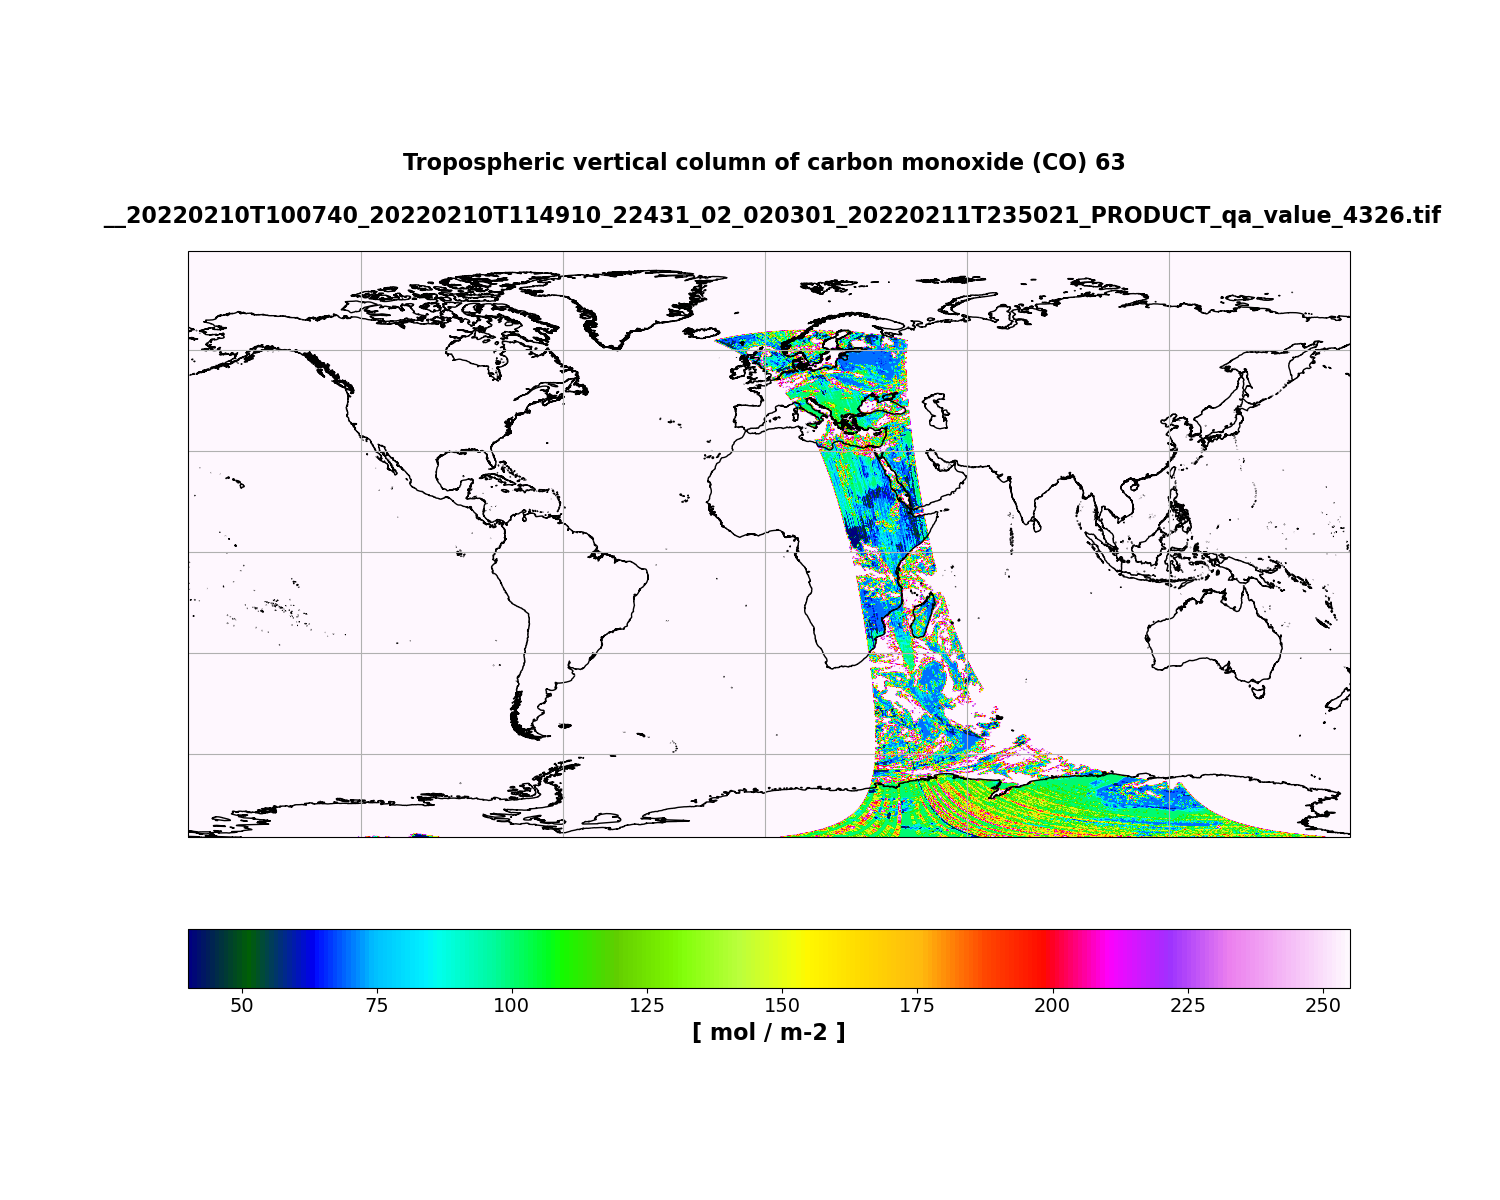 Tropospheric vertical column of carbon monoxide (CO) 63
__20220210T100740_20220210T114910_22431_02_020301_20220211T235021_PRODUCT_qa_value_4326.tif
50 75 100 125 150 175 200 225 250
[ mol / m-2 ]